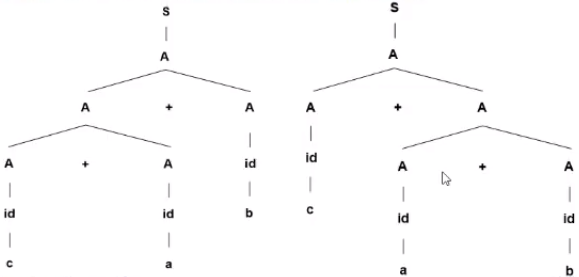 S S
A A
A + A A + A
A + A id id A + A
id id b c id id
c a a b